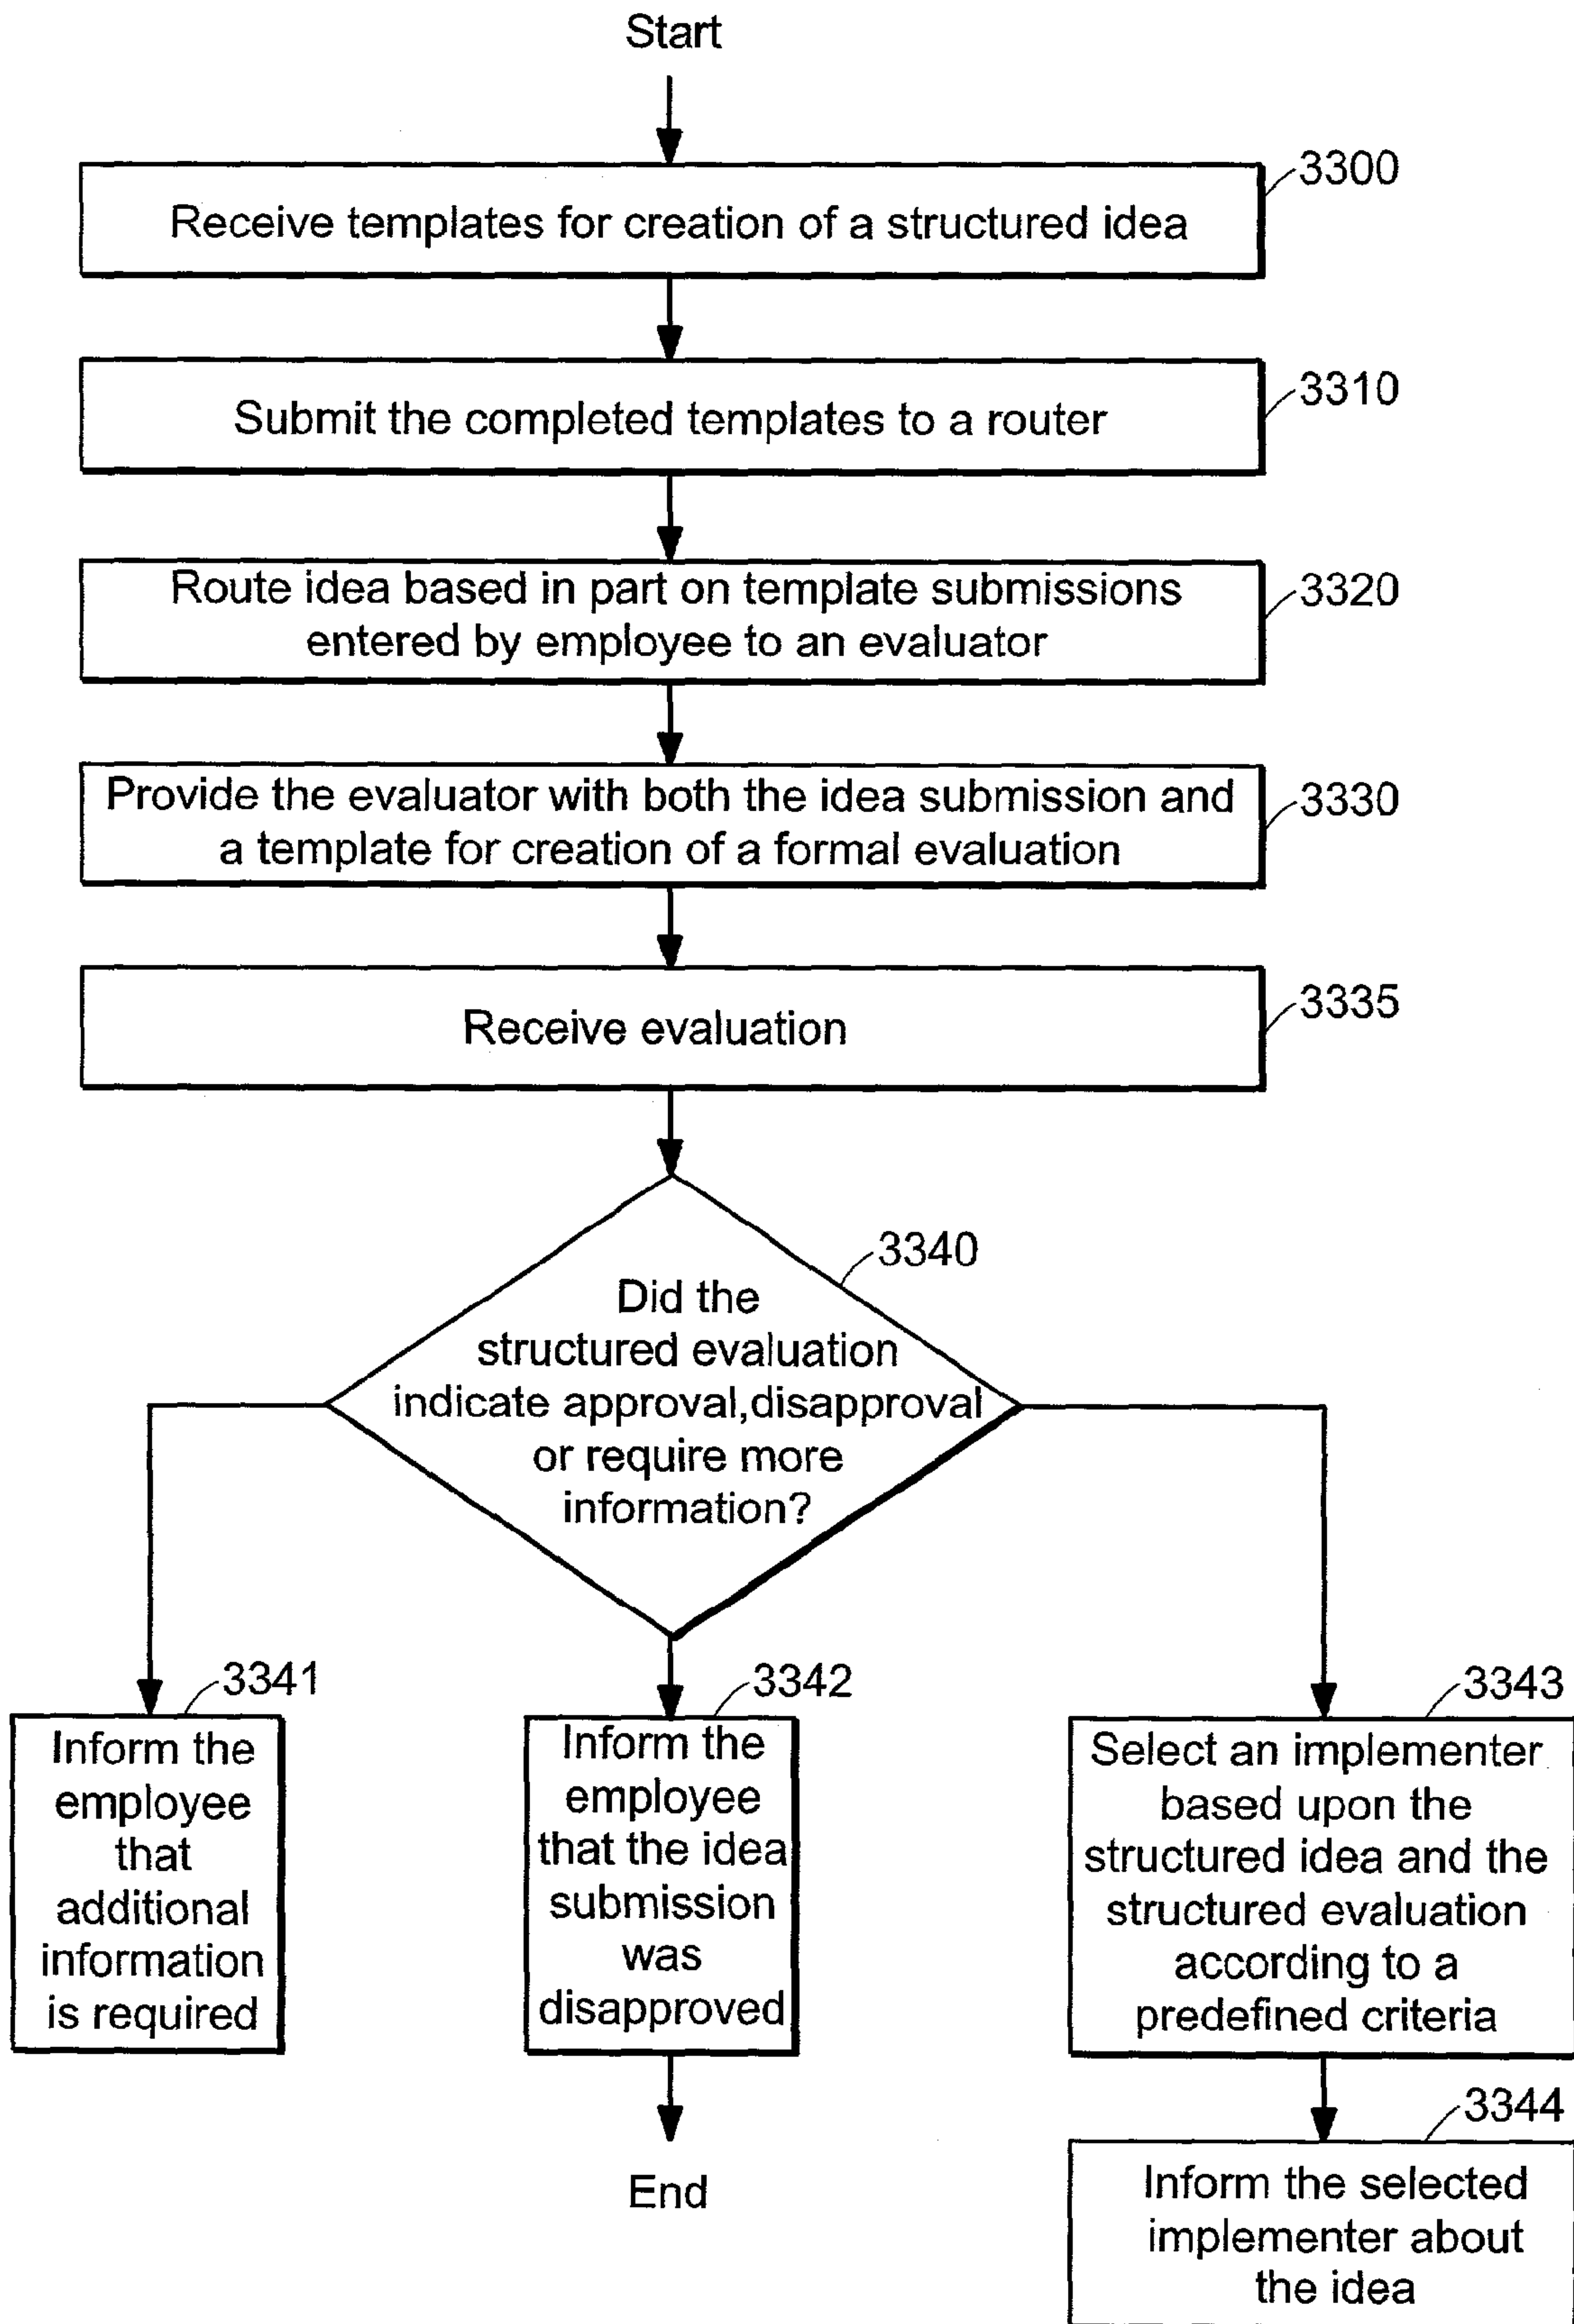 Start
3300
Receive templates for creation of a structured idea
3310
Submit the completed templates to a router
3320
Route idea based in part on template submissions
entered by employee to an evaluator
3330
Provide the evaluator with both the idea submission and
a template for creation of a formal evaluation
3335
Receive evaluation
3340
Did the
structured evaluation
indicate approval,disapproval
or require more
information?
3341
Inform the
employee
that
additional
information
is required
3342
Inform the
employee
that the idea
submission
was
disapproved
End
3343
Select an implementer
based upon the
structured idea and the
structured evaluation
according to a
predefined criteria
3344
Inform the selected
implementer about
the idea